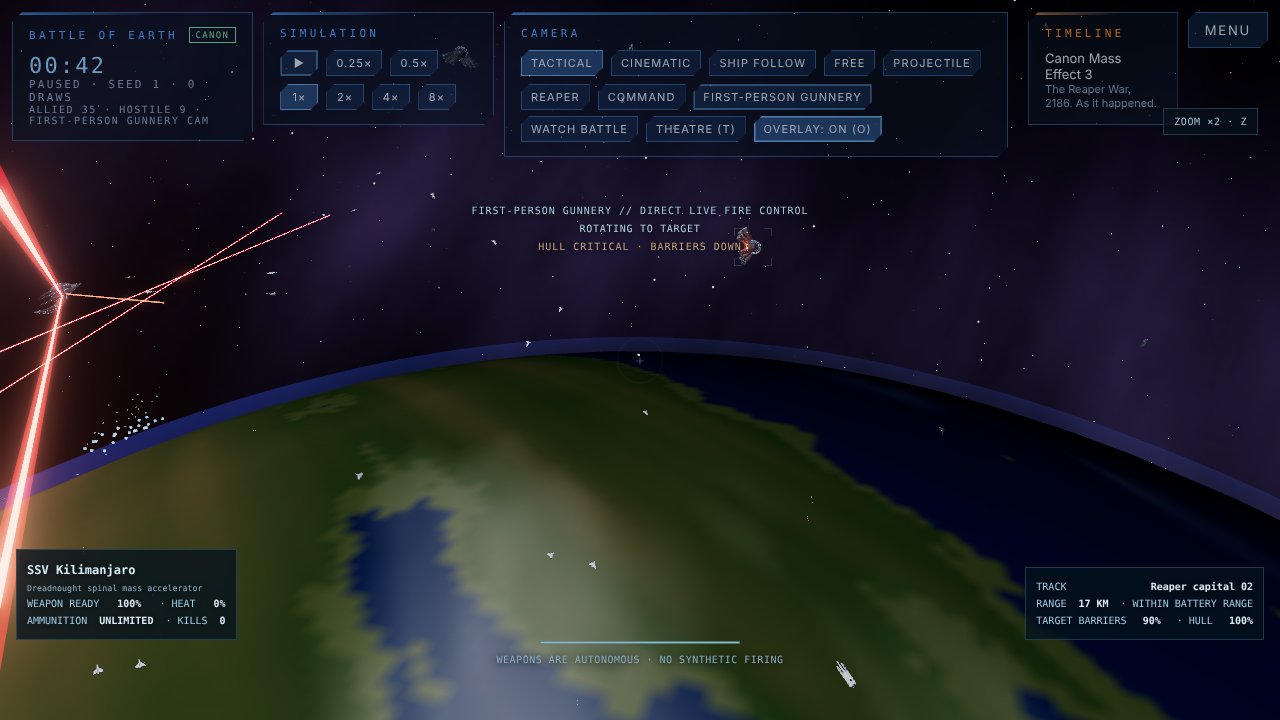 BATTLE OF EARTH CANON
00:42
PAUSED · SEED 1 · 0
DRAWS
ALLIED 35 · HOSTILE 9
FIRST-PERSON GUNNERY CAM
SIMULATION
▶ 0.25× 0.5×
1× 2× 4× 8×
CAMERA
TACTICAL CINEMATIC SHIP FOLLOW FREE PROJECTILE
REAPER COMMAND FIRST-PERSON GUNNERY
WATCH BATTLE THEATRE (T) OVERLAY: ON (O)
TIMELINE
Canon Mass
Effect 3
The Reaper War,
2186. As it happened.
MENU
ZOOM ×2 · Z
FIRST-PERSON GUNNERY // DIRECT LIVE FIRE CONTROL
ROTATING TO TARGET
HULL CRITICAL · BARRIERS DOWN
SSV Kilimanjaro
Dreadnought spinal mass accelerator
WEAPON READY 100% · HEAT 0%
AMMUNITION UNLIMITED · KILLS 0
TRACK Reaper capital 02
RANGE 17 KM · WITHIN BATTERY RANGE
TARGET BARRIERS 90% · HULL 100%
WEAPONS ARE AUTONOMOUS · NO SYNTHETIC FIRING